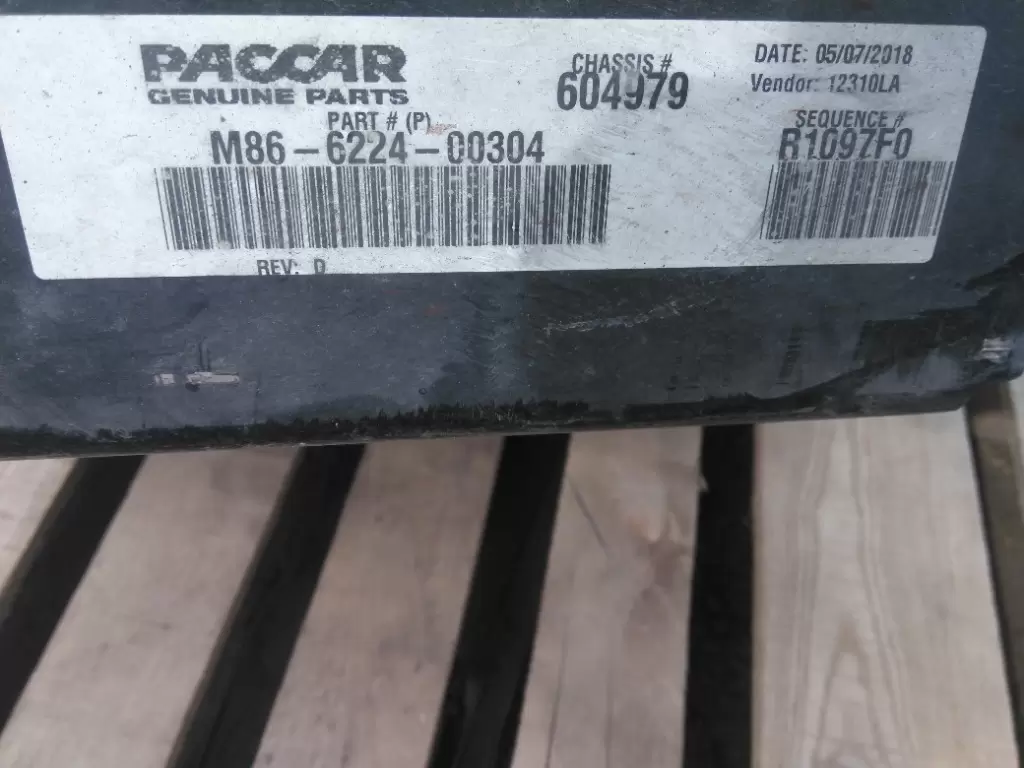 PACCAR
GENUINE PARTS
PART # (P)
M86-6224-00304
REV: D
CHASSIS #
604979
DATE: 05/07/2018
Vendor: 12310LA
SEQUENCE #
R1097F0